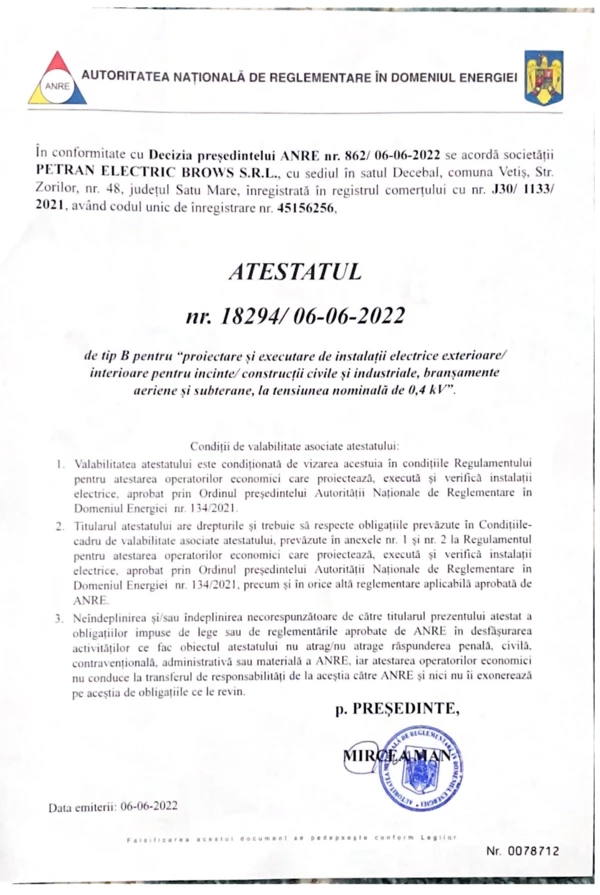 ANRE
AUTORITATEA NAȚIONALĂ DE REGLEMENTARE ÎN DOMENIUL ENERGIEI
În conformitate cu Decizia președintelui ANRE nr. 862/ 06-06-2022 se acordă societății
PETRAN ELECTRIC BROWS S.R.L., cu sediul în satul Decebal, comuna Vetiș, Str.
Zorilor, nr. 48, județul Satu Mare, înregistrată în registrul comerțului cu nr. J30/ 1133/
2021, având codul unic de înregistrare nr. 45156256,
ATESTATUL
nr. 18294/ 06-06-2022
de tip B pentru “proiectare și executare de instalații electrice exterioare/
interioare pentru incinte/ construcții civile și industriale, branșamente
aeriene și subterane, la tensiunea nominală de 0,4 kV”.
Condiții de valabilitate asociate atestatului:
1. Valabilitatea atestatului este condiționată de vizarea acestuia în condițiile Regulamentului
pentru atestarea operatorilor economici care proiectează, execută și verifică instalații
electrice, aprobat prin Ordinul președintelui Autorității Naționale de Reglementare în
Domeniul Energiei nr. 134/2021.
2. Titularul atestatului are drepturile și trebuie să respecte obligațiile prevăzute în Condițiile-
cadru de valabilitate asociate atestatului, prevăzute în anexele nr. 1 și nr. 2 la Regulamentul
pentru atestarea operatorilor economici care proiectează, execută și verifică instalații
electrice, aprobat prin Ordinul președintelui Autorității Naționale de Reglementare în
Domeniul Energiei nr. 134/2021, precum și în orice altă reglementare aplicabilă aprobată de
ANRE.
3. Neîndeplinirea și/sau îndeplinirea necorespunzătoare de către titularul prezentului atestat a
obligațiilor impuse de lege sau de reglementările aprobate de ANRE în desfășurarea
activităților ce fac obiectul atestatului nu atrag/nu atrage răspunderea penală, civilă,
contravențională, administrativă sau materială a ANRE, iar atestarea operatorilor economici
nu conduce la transferul de responsabilități de la aceștia către ANRE și nici nu îi exonerează
pe aceștia de obligațiile ce le revin.
p. PREȘEDINTE,
MIRCEA MAN
AUTORITATEA NAȚIONALĂ DE REGLEMENTARE ÎN DOMENIUL ENERGIEI
Data emiterii: 06-06-2022
Falsificarea acestui document se pedepsește conform Legilor
Nr. 0078712